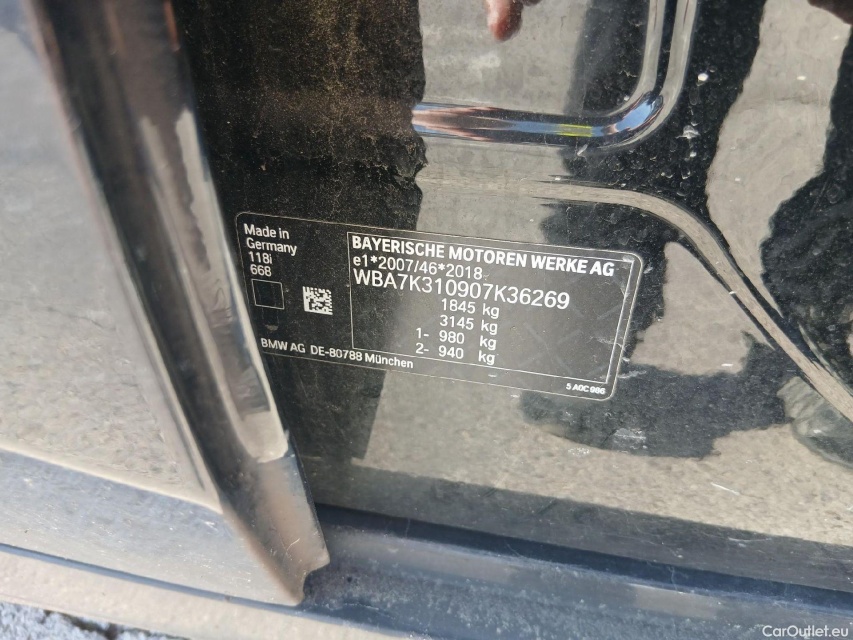 Made in
Germany
118i
668
BAYERISCHE MOTOREN WERKE AG
e1*2007/46*2018
WBA7K310907K36269
1845 kg
3145 kg
1- 980 kg
2- 940 kg
BMW AG DE-80788 München
5 A0C 986
CarOutlet.eu